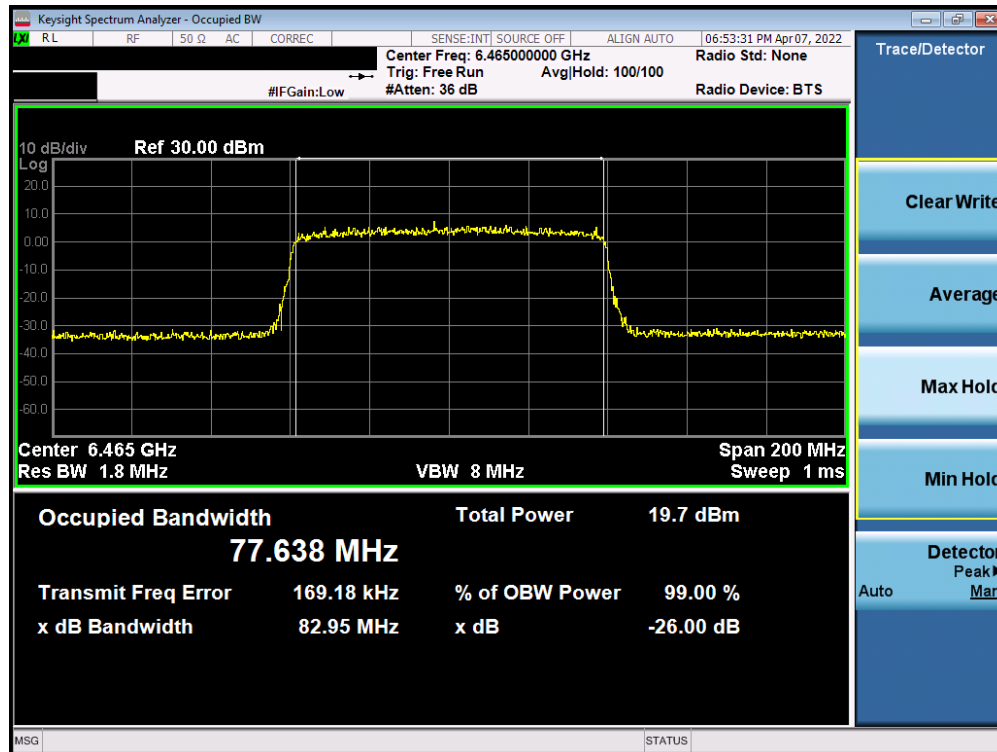 Keysight Spectrum Analyzer - Occupied BW
LXI RL RF 50 Ω AC CORREC SENSE:INT SOURCE OFF ALIGN AUTO 06:53:31 PM Apr 07, 2022
Center Freq: 6.465000000 GHz Radio Std: None
Trig: Free Run Avg|Hold: 100/100
#IFGain:Low #Atten: 36 dB Radio Device: BTS
10 dB/div Ref 30.00 dBm
Log
20.0
10.0
0.00
-10.0
-20.0
-30.0
-40.0
-50.0
-60.0
Center 6.465 GHz Span 200 MHz
Res BW 1.8 MHz VBW 8 MHz Sweep 1 ms
Occupied Bandwidth Total Power 19.7 dBm
77.638 MHz
Transmit Freq Error 169.18 kHz % of OBW Power 99.00 %
x dB Bandwidth 82.95 MHz x dB -26.00 dB
MSG STATUS
Trace/Detector
Clear Write
Average
Max Hold
Min Hold
Detector
Peak
Auto Man